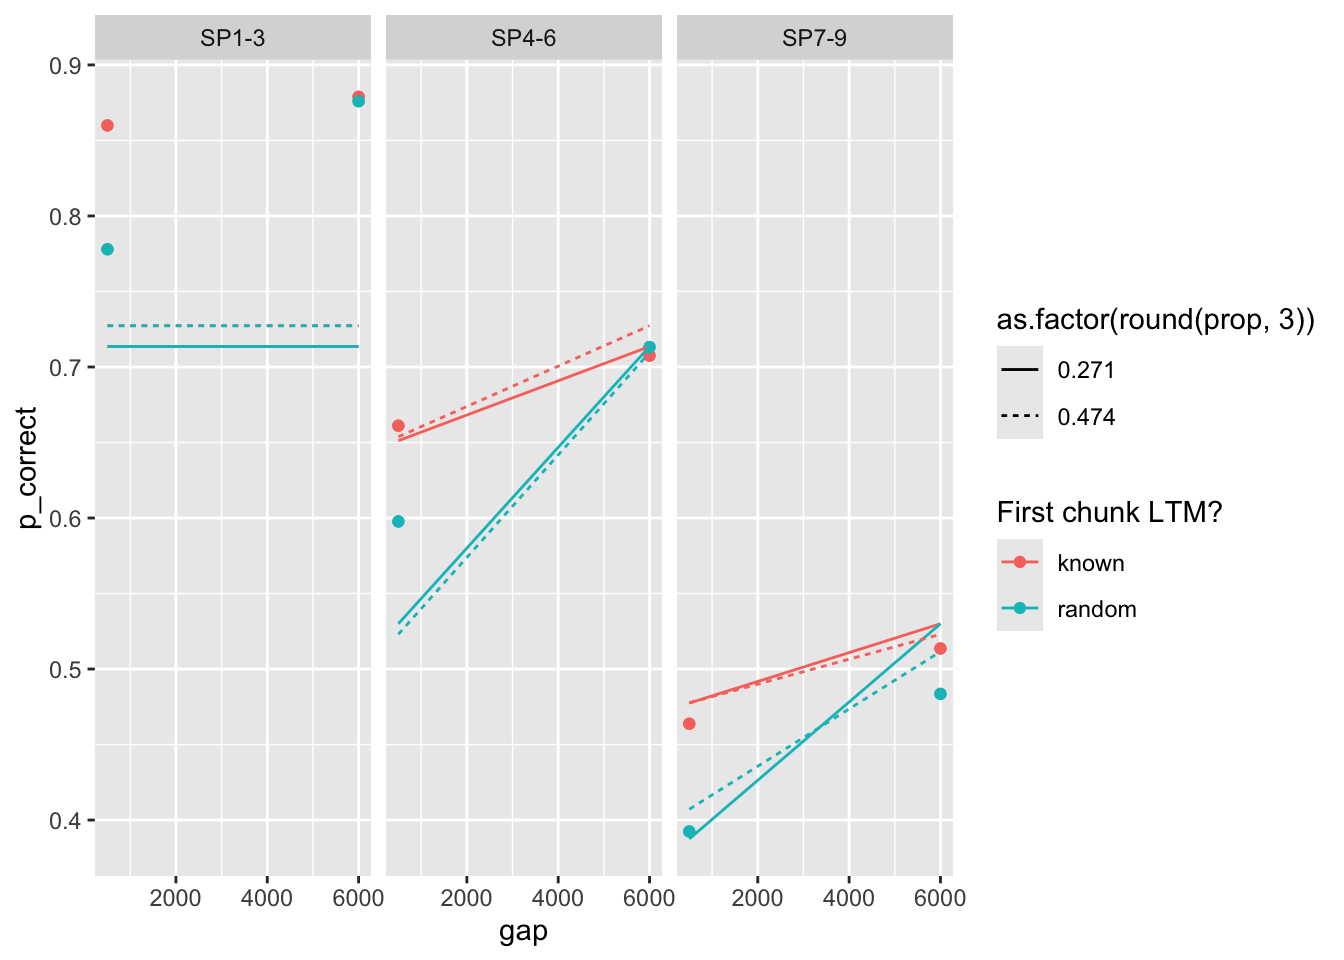 SP1-3 SP4-6 SP7-9
0.9
0.8
0.7
0.6
0.5
0.4
p_correct
2000 4000 6000 2000 4000 6000 2000 4000 6000
gap
as.factor(round(prop, 3))
0.271
0.474
First chunk LTM?
known
random